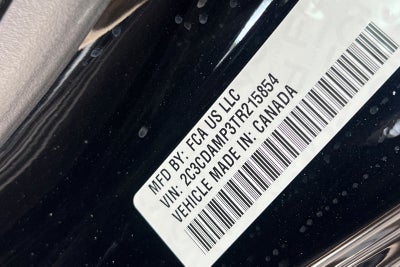 MFD BY: FCA US LLC
VIN: 2C3CDAMP3TR215854
VEHICLE MADE IN: CANADA